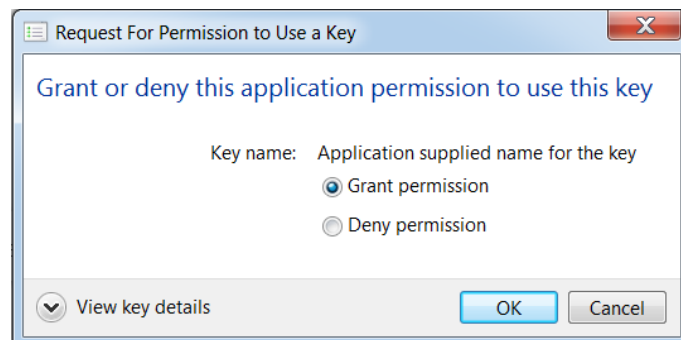 Request For Permission to Use a Key
Grant or deny this application permission to use this key
Key name: Application supplied name for the key
Grant permission
Deny permission
View key details OK Cancel